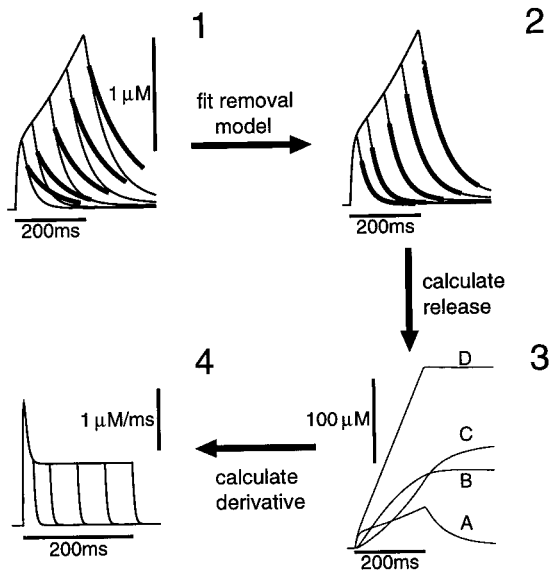 1
2
1 μM
fit removal
model
200ms
200ms
calculate
release
4
3
D
1 μM/ms
100 μM
C
B
A
calculate
derivative
200ms
200ms